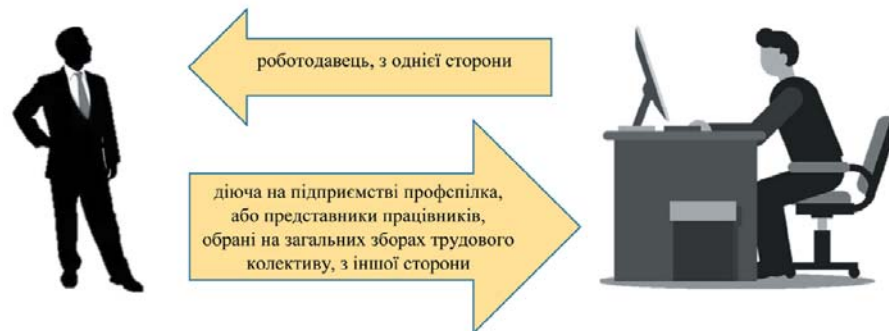 роботодавець, з однієї сторони
діюча на підприємстві профспілка,
або представники працівників,
обрані на загальних зборах трудового
колективу, з іншої сторони